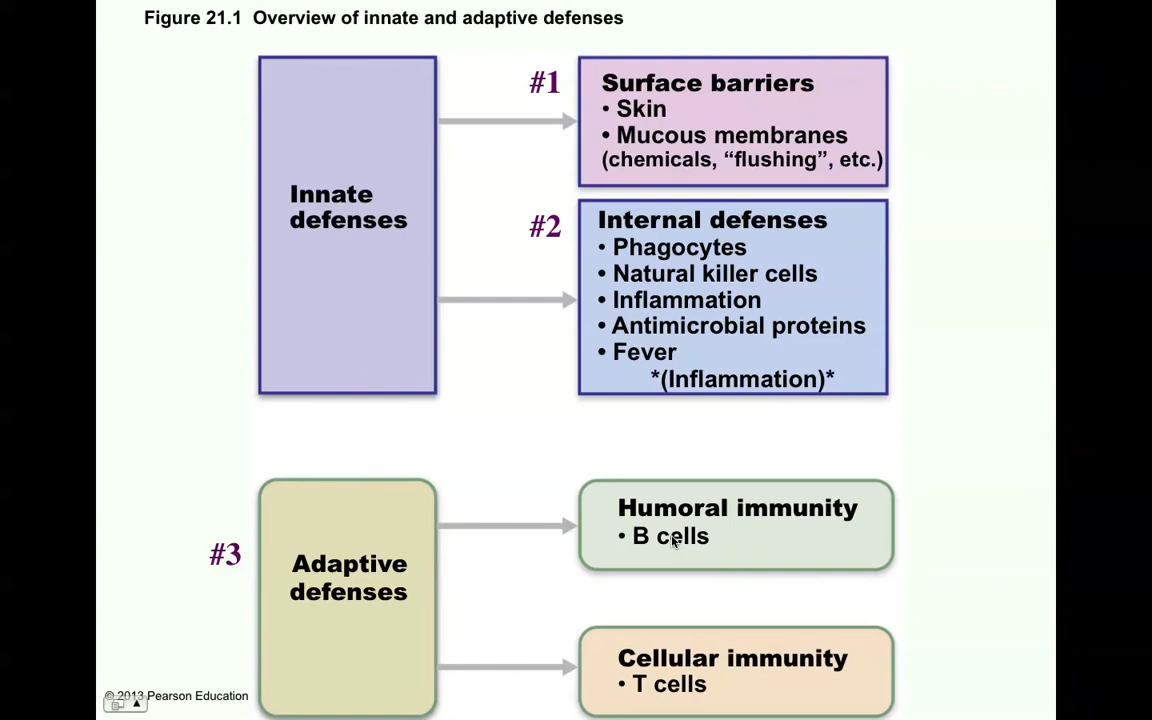 Figure 21.1  Overview of innate and adaptive defenses
Innate
defenses
#1
Surface barriers
• Skin
• Mucous membranes
(chemicals, “flushing”, etc.)
#2
Internal defenses
• Phagocytes
• Natural killer cells
• Inflammation
• Antimicrobial proteins
• Fever
*(Inflammation)*
#3
Adaptive
defenses
Humoral immunity
• B cells
Cellular immunity
• T cells
© 2013 Pearson Education